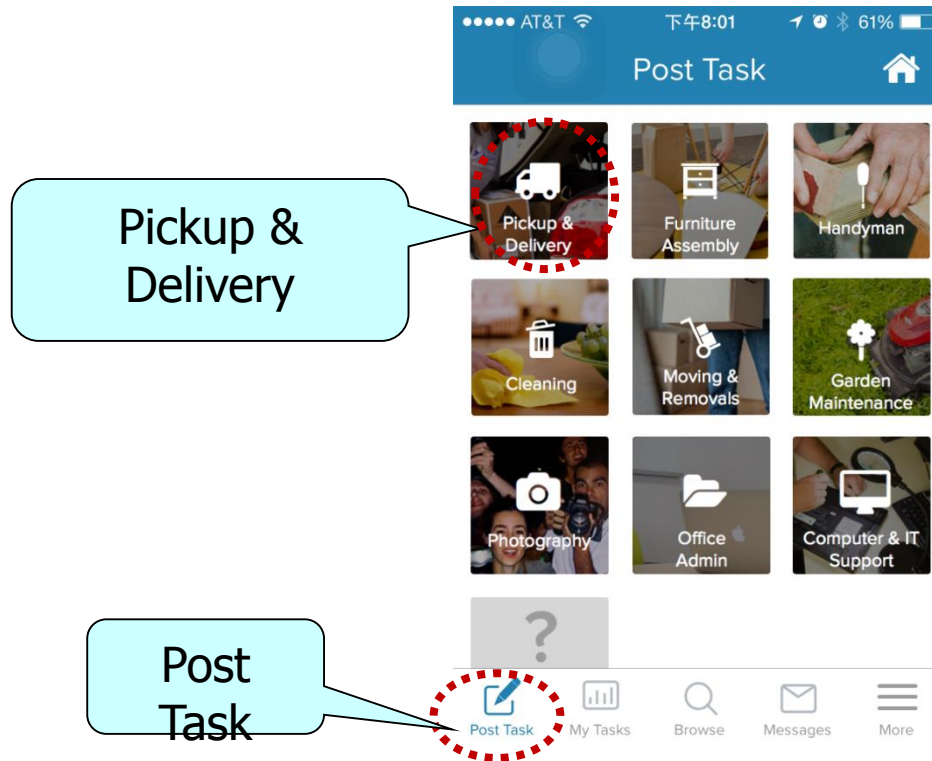 AT&T 下午8:01 61%
Post Task
Pickup &
Delivery
Pickup &
Delivery
Furniture
Assembly
Handyman
Cleaning
Moving &
Removals
Garden
Maintenance
Photography
Office
Admin
Computer & IT
Support
?
Post
Task
Post Task My Tasks Browse Messages More